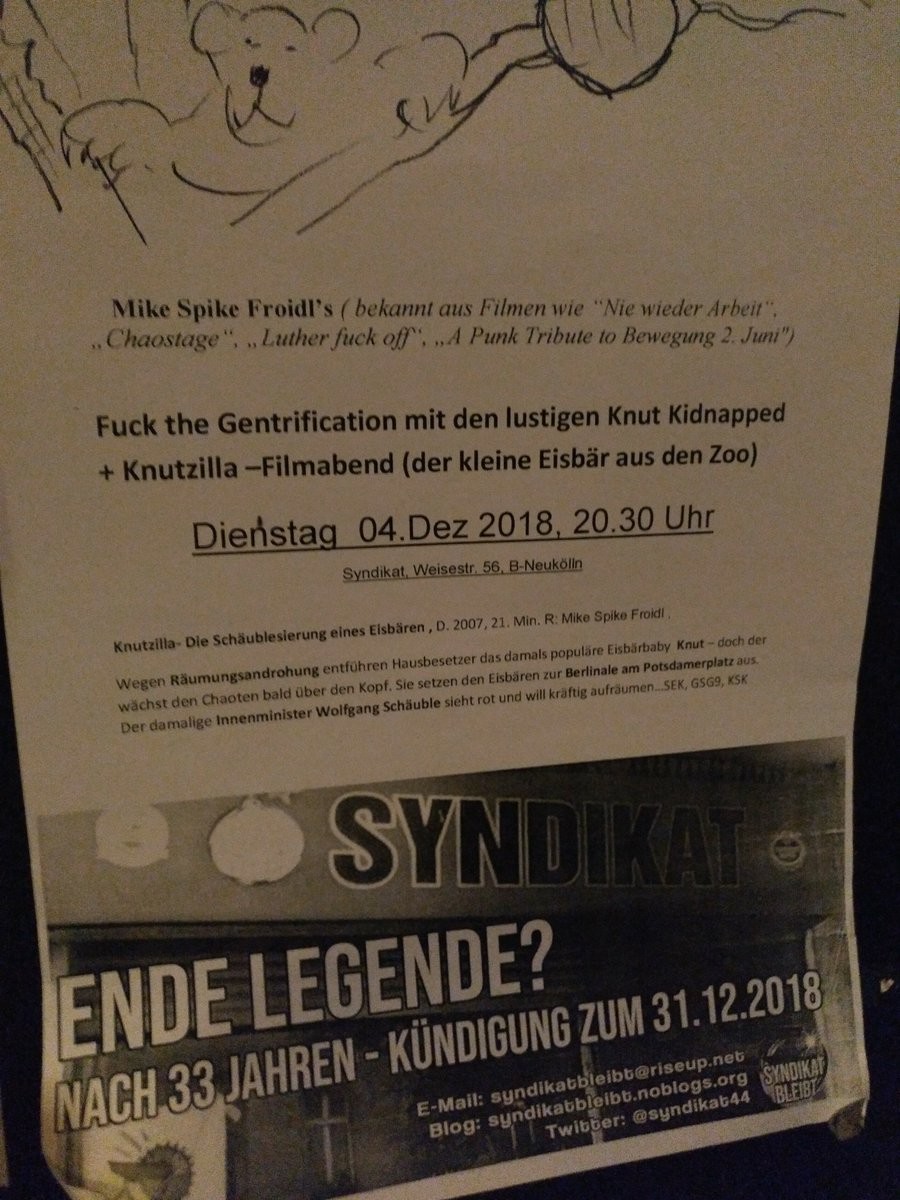 Mike Spike Froidl's ( bekannt aus Filmen wie “Nie wieder Arbeit“,
„Chaostage“, „Luther fuck off“, „A Punk Tribute to Bewegung 2. Juni")
Fuck the Gentrification mit den lustigen Knut Kidnapped
+ Knutzilla –Filmabend (der kleine Eisbär aus den Zoo)
Dienstag 04.Dez 2018, 20.30 Uhr
Syndikat, Weisestr. 56, B-Neukölln
Knutzilla- Die Schäublesierung eines Eisbären , D. 2007, 21. Min. R: Mike Spike Froidl .
Wegen Räumungsandrohung entführen Hausbesetzer das damals populäre Eisbärbaby Knut – doch der
wächst den Chaoten bald über den Kopf. Sie setzen den Eisbären zur Berlinale am Potsdamerplatz aus.
Der damalige Innenminister Wolfgang Schäuble sieht rot und will kräftig aufräumen...SEK, GSG9, KSK
SYNDIKAT
ENDE LEGENDE?
NACH 33 JAHREN - KÜNDIGUNG ZUM 31.12.2018
E-Mail: syndikatbleibt@riseup.net
Blog: syndikatbleibt.noblogs.org
Twitter: @syndikat44
SYNDIKAT
BLEIBT